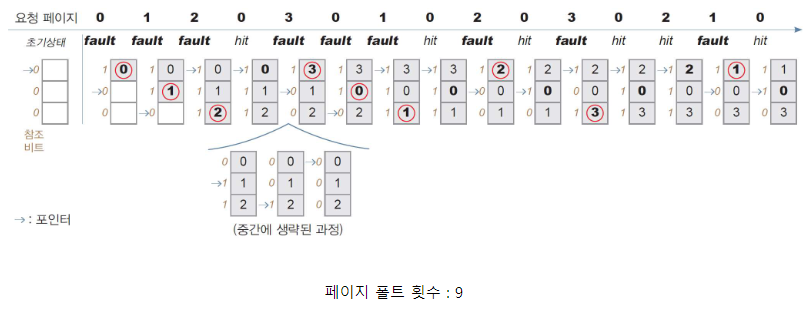 요청 페이지 0 1 2 0 3 0 1 0 2 0 3 0 2 1 0
초기상태 fault fault fault hit fault fault fault hit fault hit fault hit hit fault hit
→0 1 0 1 0 →1 0 →1 0 1 3 1 3 →1 3 →1 3 1 2 1 2 →1 2 →1 2 →1 2 1 1 1 1
0 →0 1 1 1 1 1 1 →0 1 1 0 1 0 1 0 →0 0 →1 0 1 0 1 0 1 0 →0 0 →1 0
0 0 →0 1 2 1 2 0 2 →0 2 1 1 1 1 0 1 0 1 1 3 1 3 1 3 0 3 0 3
참조
비트
0 0 0 0 →0 0
→1 1 0 1 0 1
1 2 →1 2 0 2
→ : 포인터
(중간에 생략된 과정)
페이지 폴트 횟수 : 9